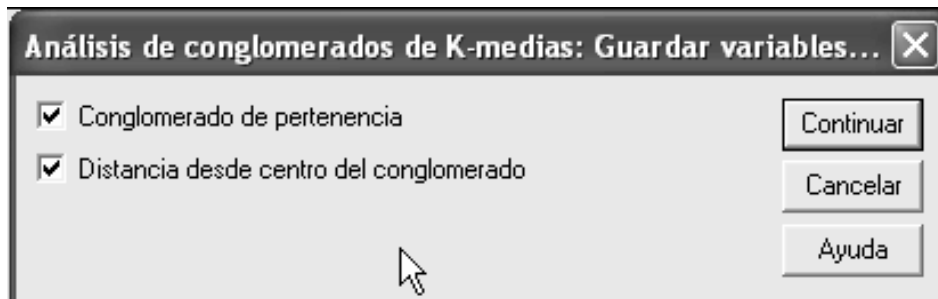 Análisis de conglomerados de K-medias: Guardar variables...
Conglomerado de pertenencia
Distancia desde centro del conglomerado
Continuar
Cancelar
Ayuda